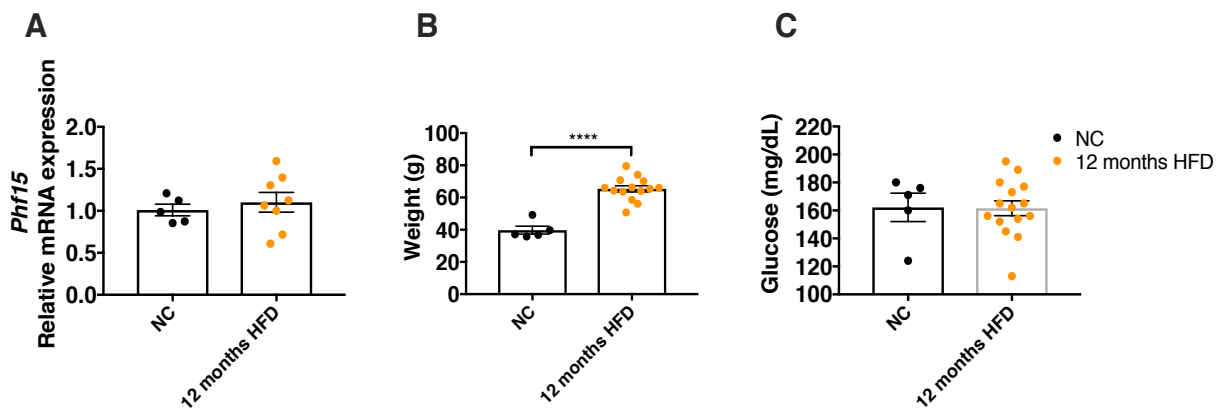 A
Phf15
Relative mRNA expression
2.0
1.5
1.0
0.5
0.0
NC
12 months HFD
B
Weight (g)
100
80
60
40
20
0
****
NC
12 months HFD
C
Glucose (mg/dL)
220
200
180
160
140
120
100
NC
12 months HFD
NC
12 months HFD